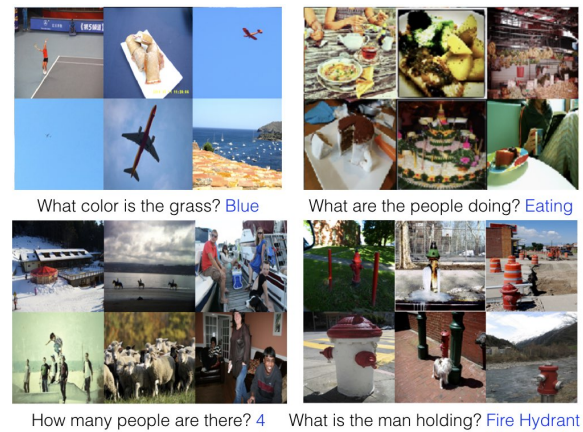 What color is the grass? Blue
What are the people doing? Eating
How many people are there? 4
What is the man holding? Fire Hydrant